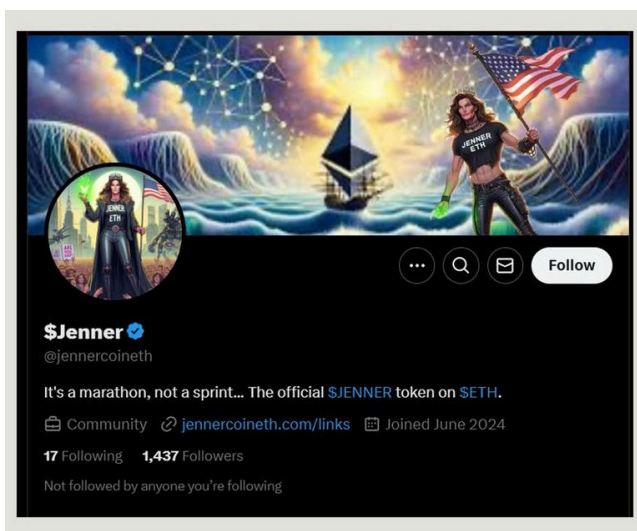 JENNER
ETH
JENNER
ETH
Follow
$Jenner
@jennercoineth
It's a marathon, not a sprint... The official $JENNER token on $ETH.
Community jennercoineth.com/links Joined June 2024
17 Following 1,437 Followers
Not followed by anyone you're following